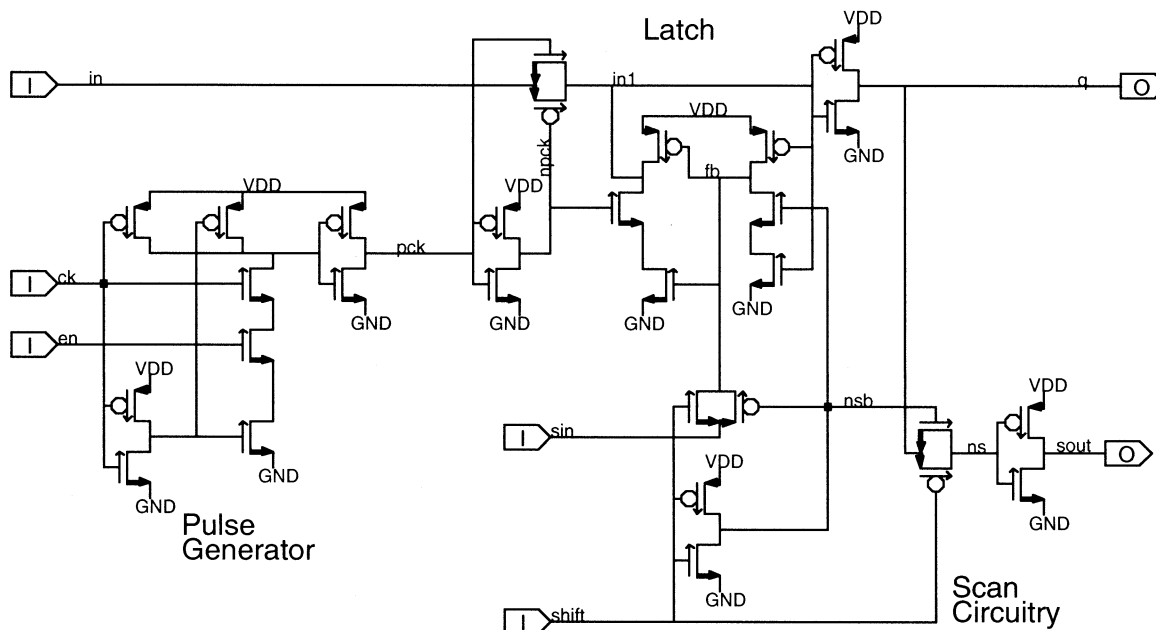 Latch
VDD
I
in
in1
q
O
VDD
GND
npck
fb
VDD
VDD
pck
I
ck
GND
GND
GND
GND
I
en
VDD
GND
GND
I
sin
nsb
VDD
ns
sout
O
VDD
GND
GND
Pulse
Generator
Scan
Circuitry
I
shift